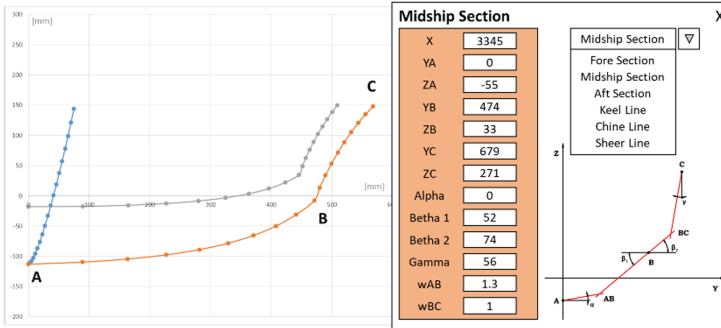 [mm]
300
250
200
150
100
50
0
-50
-100
-150
-200
0
100
200
300
400
500
[mm]
A
B
C
Midship Section
X
X 3345
YA 0
ZA -55
YB 474
ZB 33
YC 679
ZC 271
Alpha 0
Betha 1 52
Betha 2 74
Gamma 56
wAB 1.3
wBC 1
Midship Section
Fore Section
Midship Section
Aft Section
Keel Line
Chine Line
Sheer Line
Z
C
γ
BC
β₁
β₂
B
A
α
AB
Y